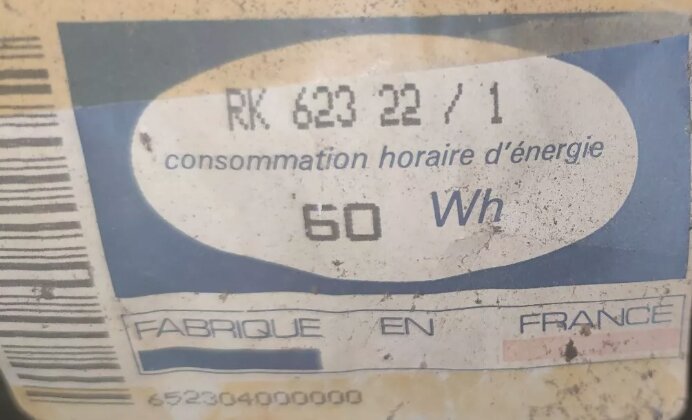 RK 623 22 / 1
consommation horaire d'énergie
60 Wh
FABRIQUE EN FRANCE
652304000000